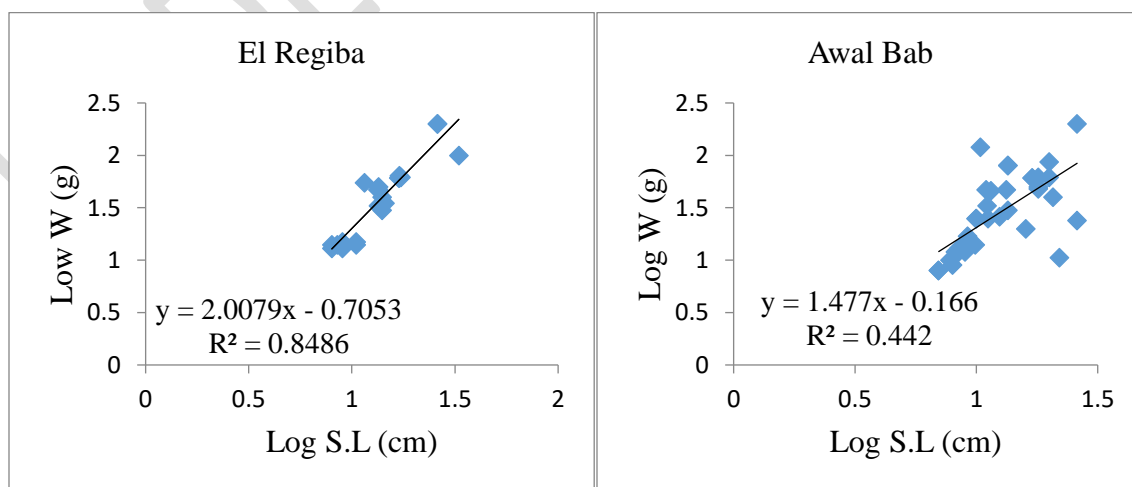 El Regiba
2.5
2
1.5
1
0.5
0
0
0.5
1
1.5
2
Low W (g)
Log S.L (cm)
y = 2.0079x - 0.7053
R² = 0.8486
Awal Bab
2.5
2
1.5
1
0.5
0
0
0.5
1
1.5
Log W (g)
Log S.L (cm)
y = 1.477x - 0.166
R² = 0.442